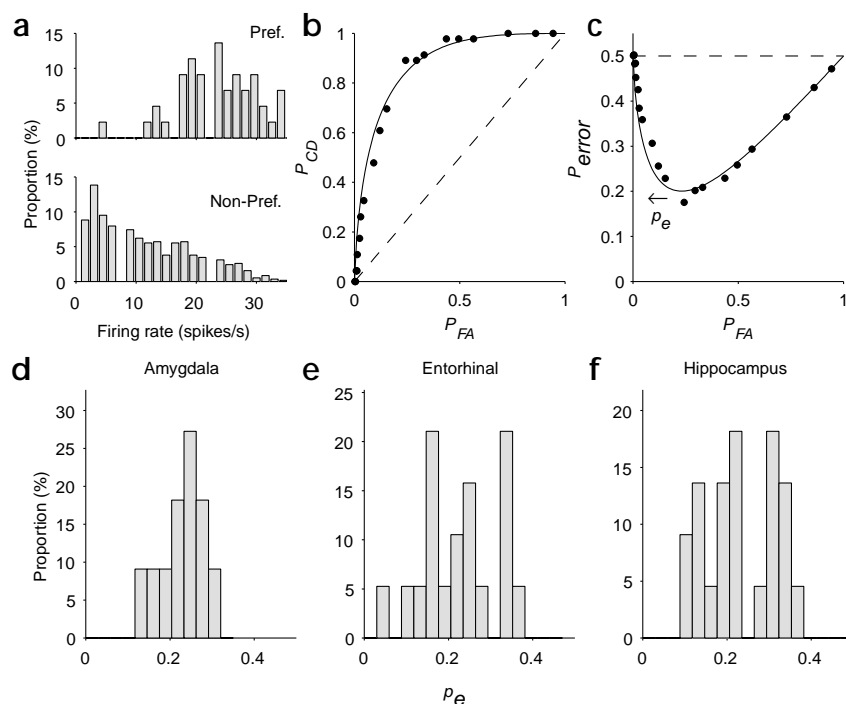 a
Pref.
15
10
5
0
Non-Pref.
15
10
5
0
Proportion (%)
0 10 20 30
Firing rate (spikes/s)
b
1
0.8
0.6
0.4
0.2
0
P_CD
0 0.5 1
P_FA
c
0.5
0.4
0.3
0.2
0.1
0
P_error
p_e
0 0.5 1
P_FA
d
Amygdala
30
25
20
15
10
5
0
Proportion (%)
0 0.2 0.4
e
Entorhinal
25
20
15
10
5
0
0 0.2 0.4
p_e
f
Hippocampus
20
15
10
5
0
0 0.2 0.4